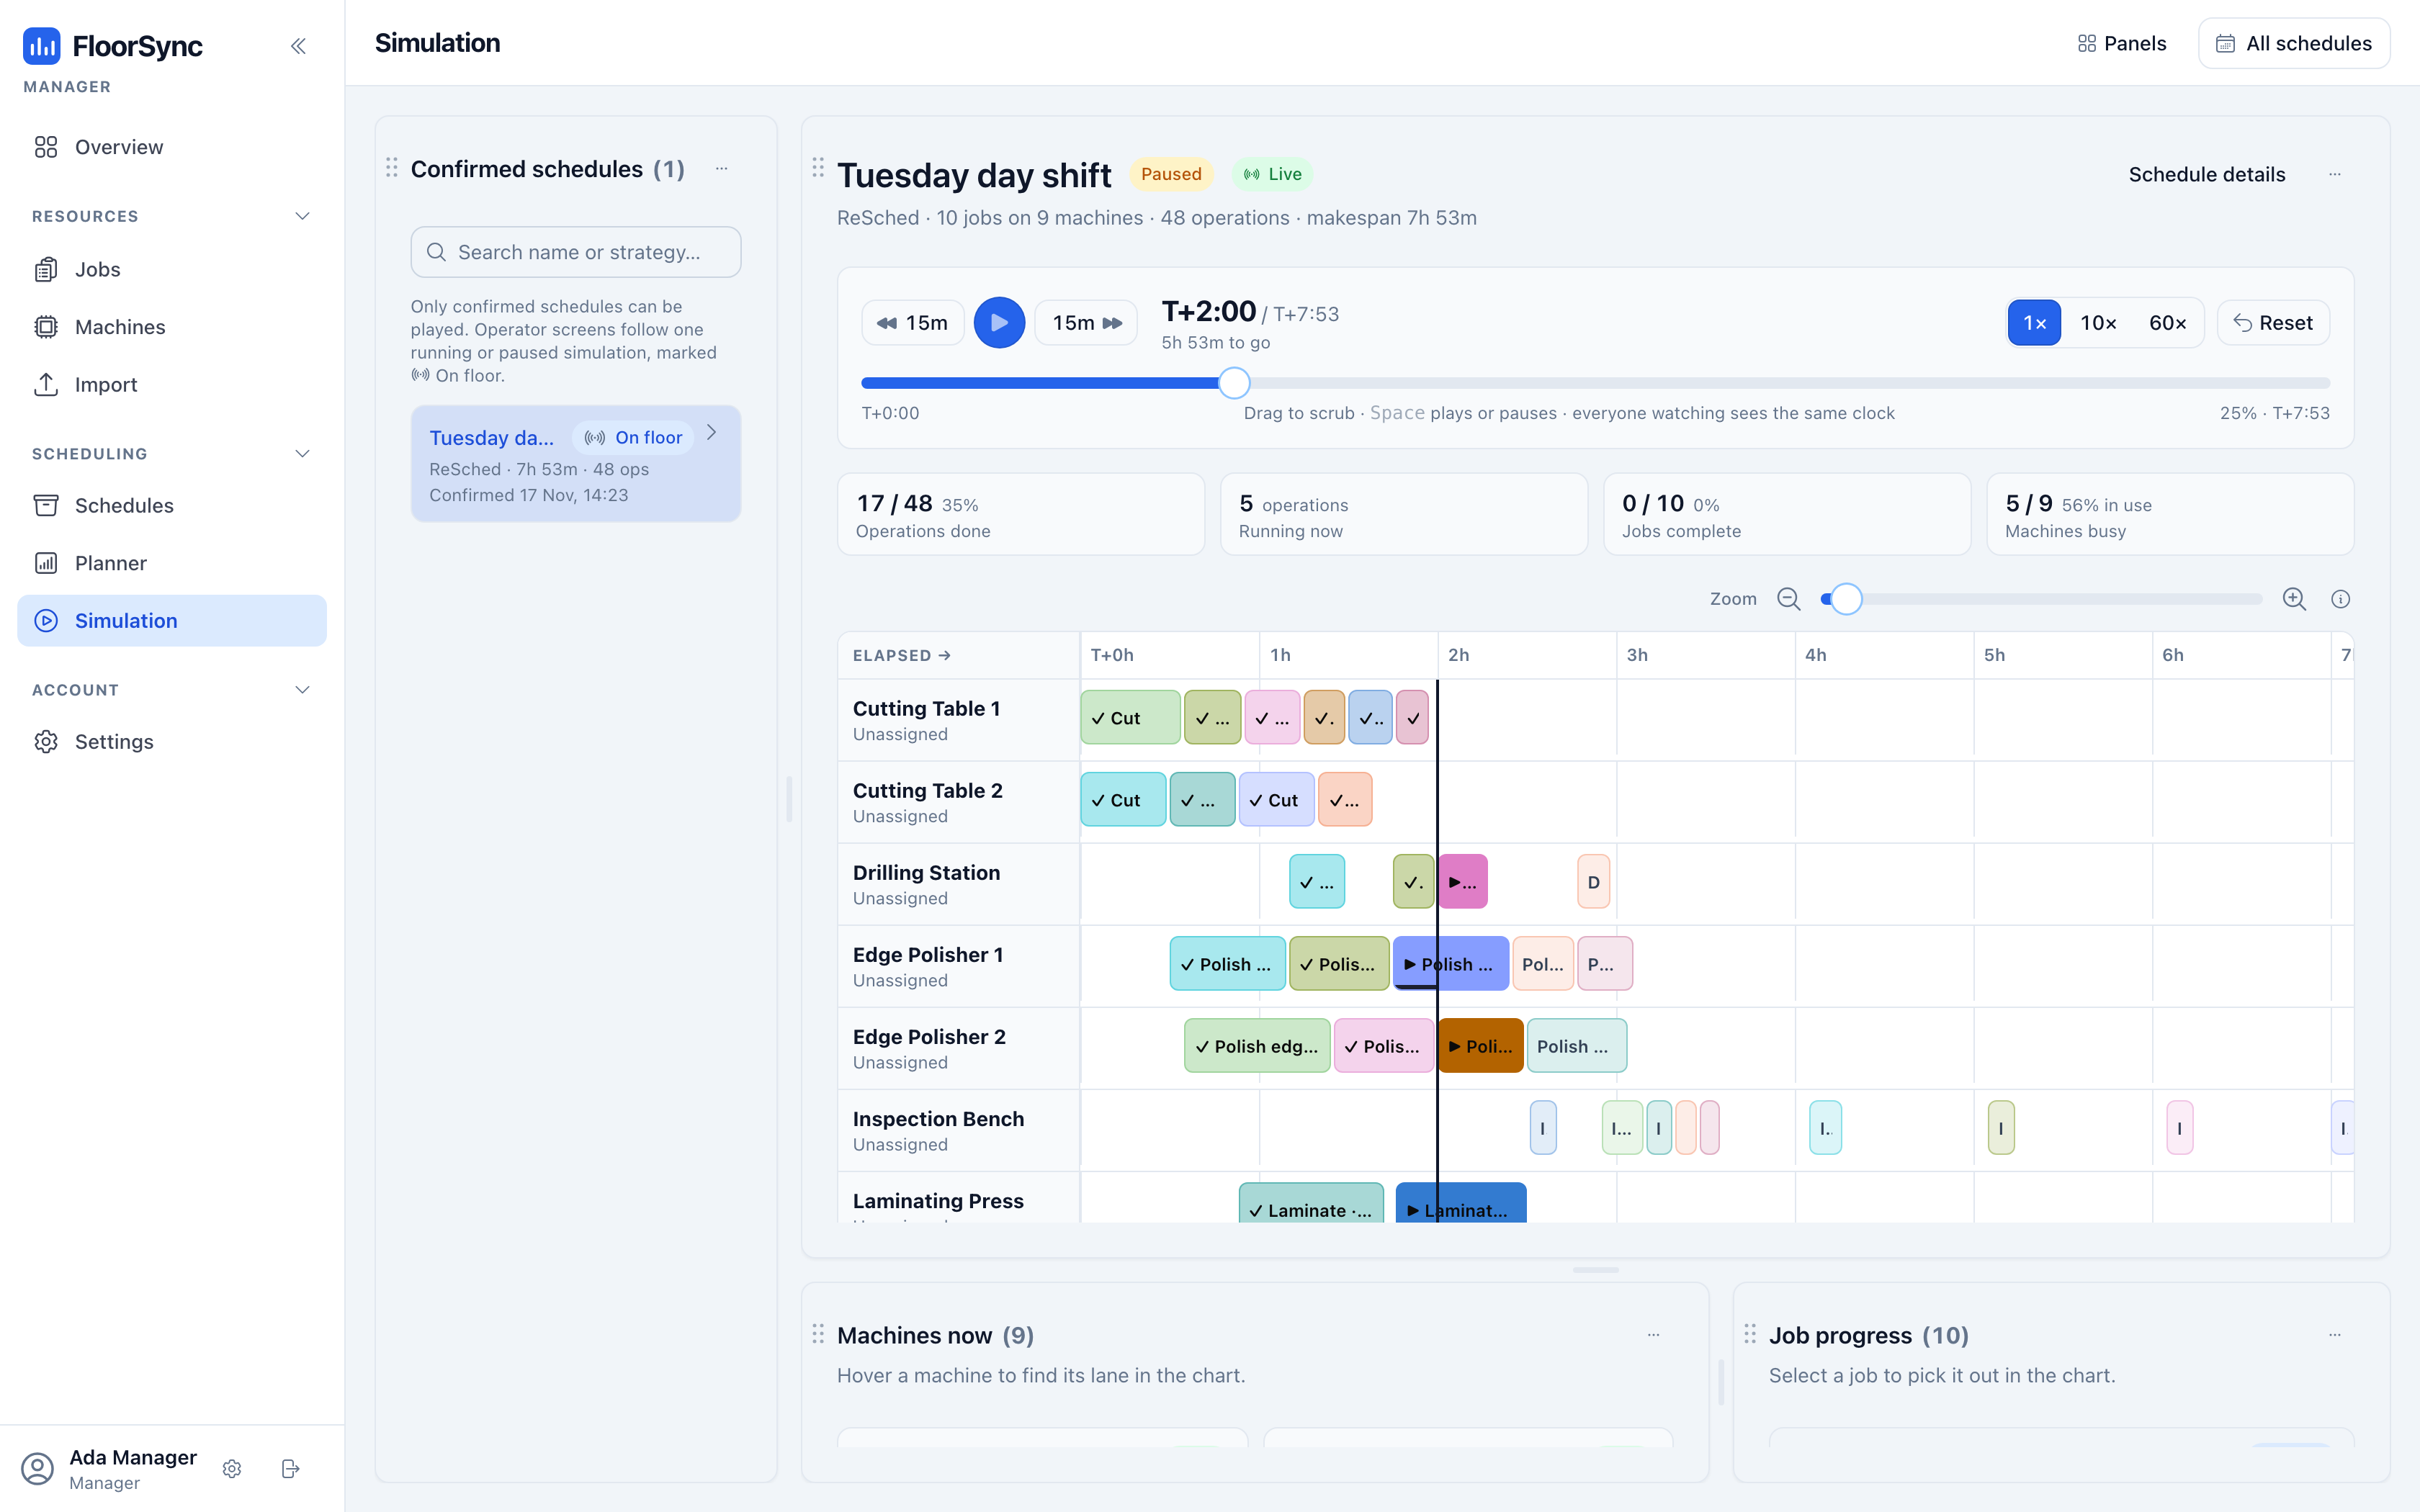 FloorSync
MANAGER
Overview
RESOURCES
Jobs
Machines
Import
SCHEDULING
Schedules
Planner
Simulation
ACCOUNT
Settings
Ada Manager
Manager
Simulation
Panels
All schedules
Confirmed schedules (1)
Search name or strategy...
Only confirmed schedules can be
played. Operator screens follow one
running or paused simulation, marked
On floor.
Tuesday da... On floor
ReSched · 7h 53m · 48 ops
Confirmed 17 Nov, 14:23
Tuesday day shift Paused Live
Schedule details
ReSched · 10 jobs on 9 machines · 48 operations · makespan 7h 53m
15m 15m T+2:00 / T+7:53
5h 53m to go
1× 10× 60× Reset
T+0:00 Drag to scrub · Space plays or pauses · everyone watching sees the same clock 25% · T+7:53
17 / 48 35%
Operations done
5 operations
Running now
0 / 10 0%
Jobs complete
5 / 9 56% in use
Machines busy
Zoom
ELAPSED → T+0h 1h 2h 3h 4h 5h 6h
Cutting Table 1
Unassigned
✓ Cut ✓ ... ✓ ... ✓. ✓.. ✓
Cutting Table 2
Unassigned
✓ Cut ✓ ... ✓ Cut ✓...
Drilling Station
Unassigned
✓ ... ✓. ▶... D
Edge Polisher 1
Unassigned
✓ Polish ... ✓ Polis... ▶ Polish ... Pol... P...
Edge Polisher 2
Unassigned
✓ Polish edg... ✓ Polis... ▶ Poli... Polish ...
Inspection Bench
Unassigned
I I... I I. I I I.
Laminating Press
✓ Laminate ·... ▶ Laminat...
Machines now (9)
Hover a machine to find its lane in the chart.
Job progress (10)
Select a job to pick it out in the chart.